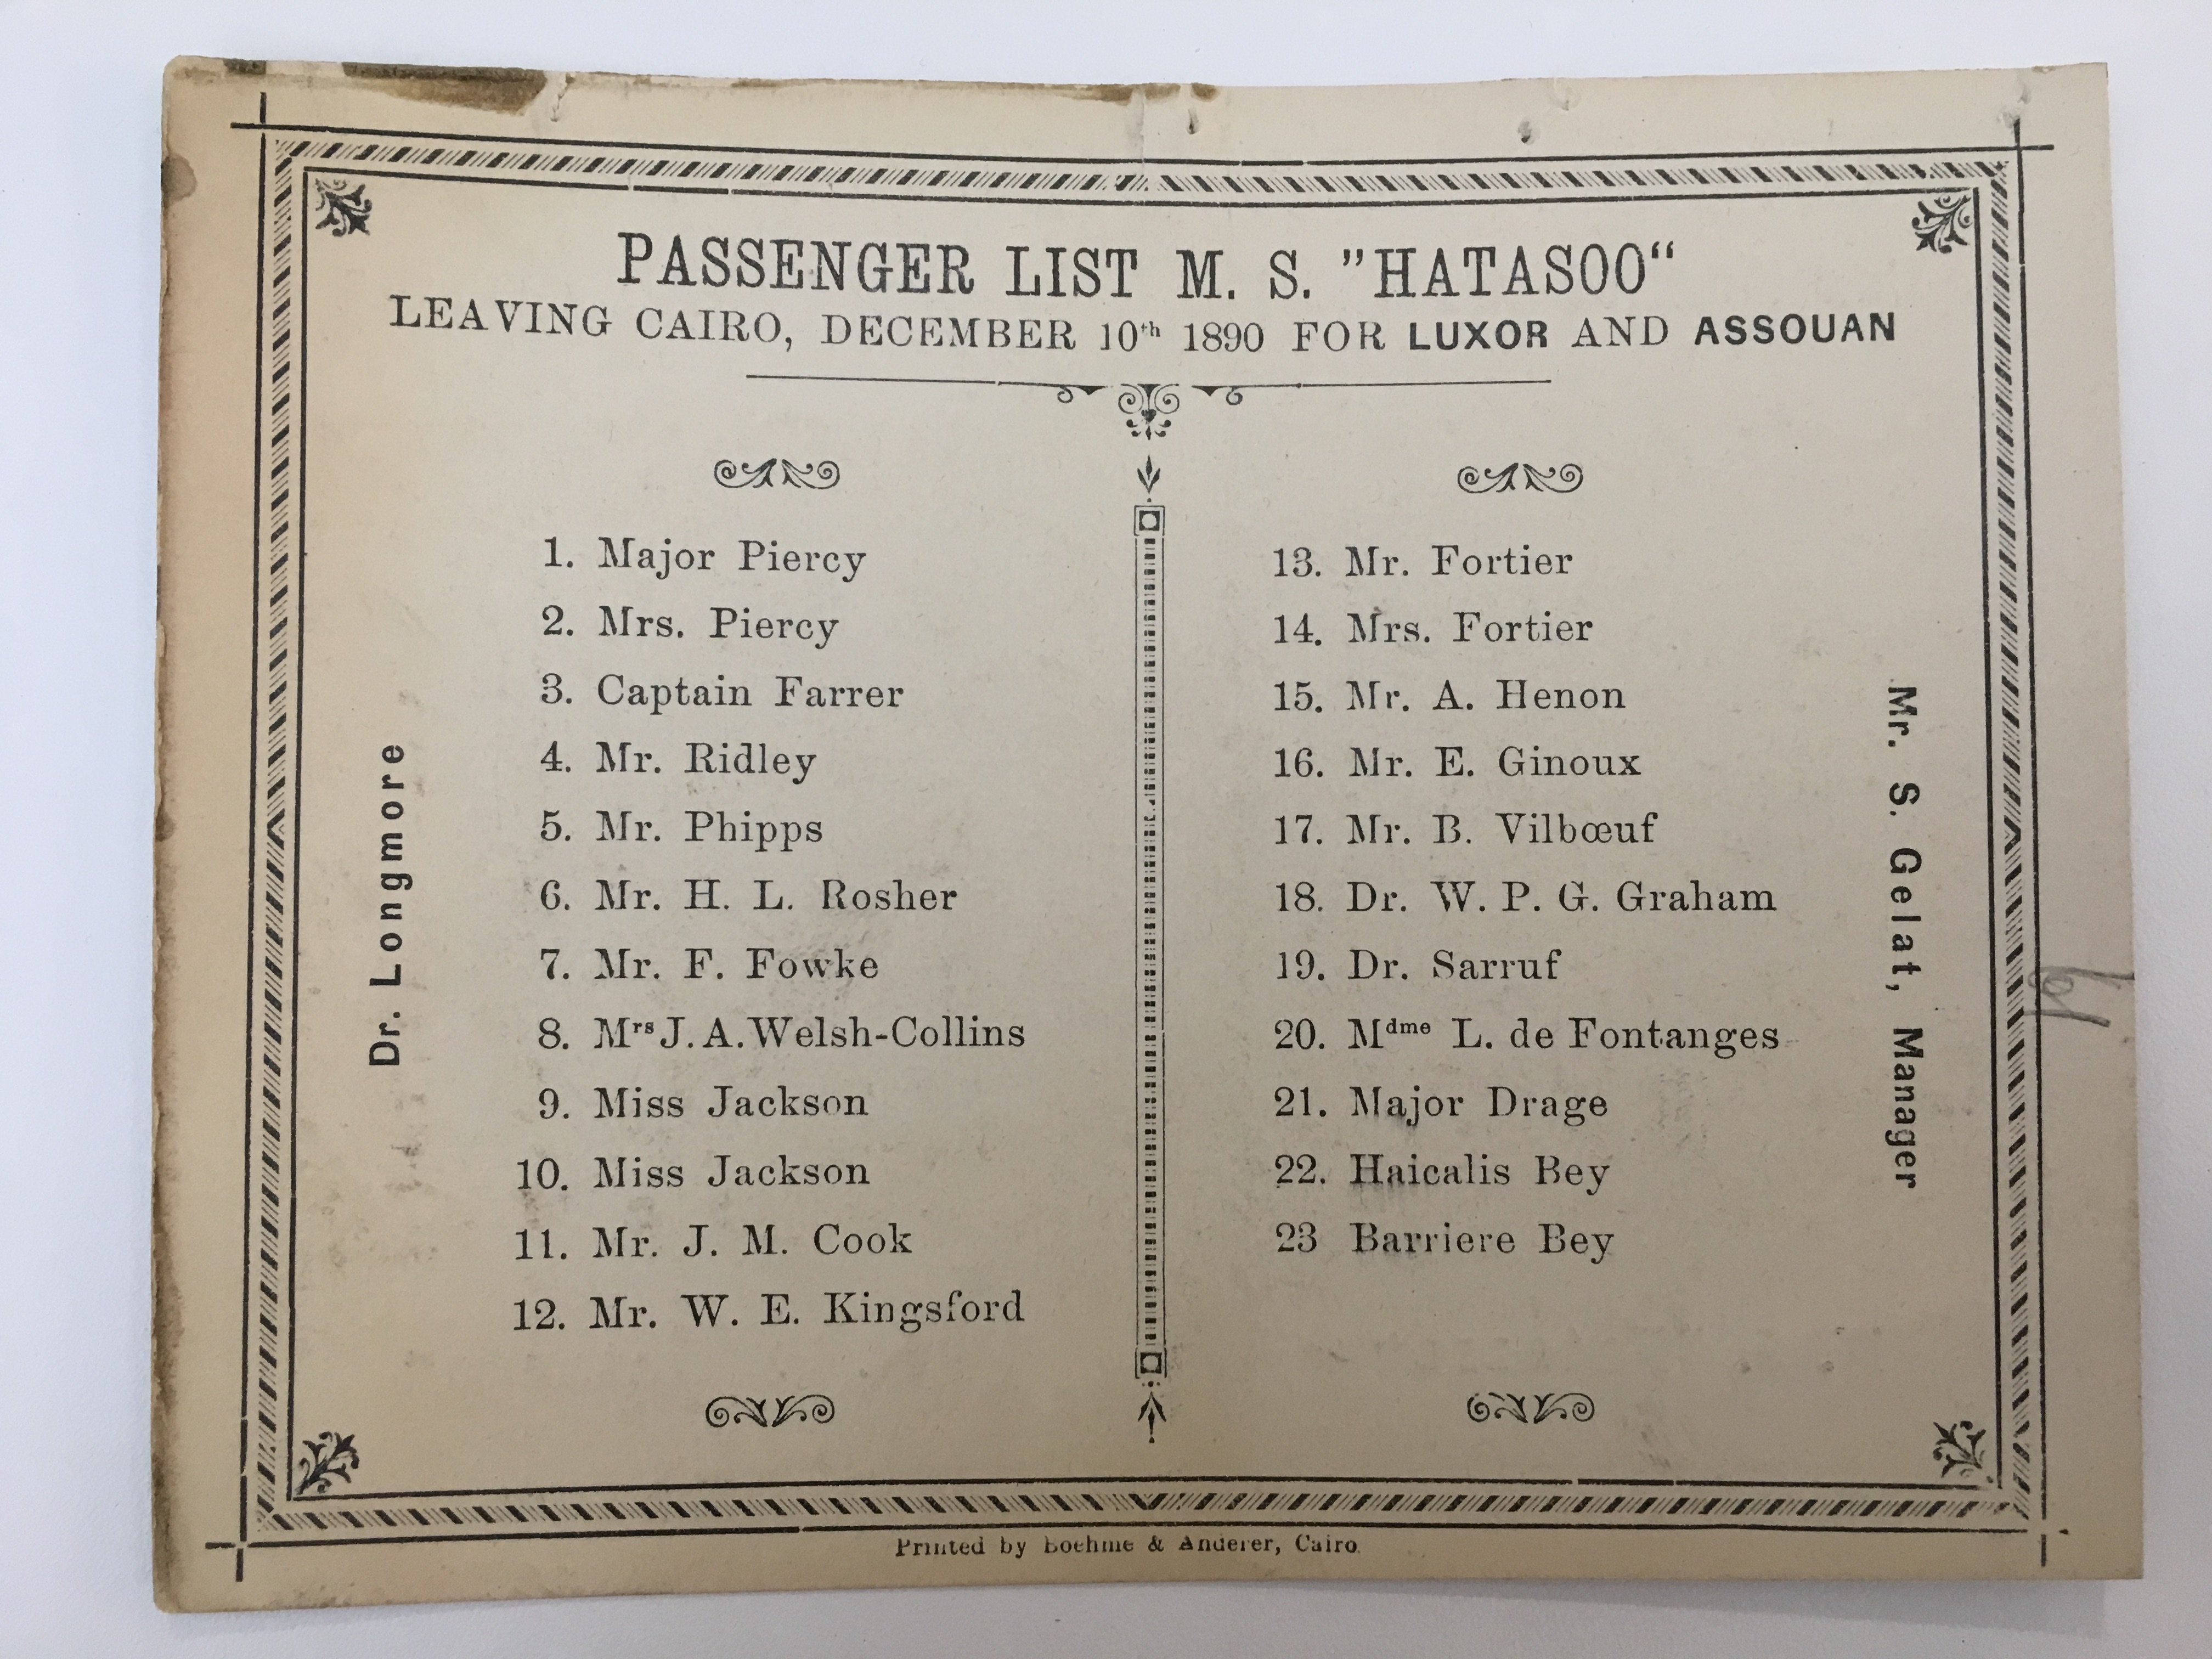 PASSENGER LIST M. S. "HATASOO“
LEAVING CAIRO, DECEMBER 10th 1890 FOR LUXOR AND ASSOUAN
Dr. Longmore
1. Major Piercy
2. Mrs. Piercy
3. Captain Farrer
4. Mr. Ridley
5. Mr. Phipps
6. Mr. H. L. Rosher
7. Mr. F. Fowke
8. Mrs J. A. Welsh-Collins
9. Miss Jackson
10. Miss Jackson
11. Mr. J. M. Cook
12. Mr. W. E. Kingsford
13. Mr. Fortier
14. Mrs. Fortier
15. Mr. A. Henon
16. Mr. E. Ginoux
17. Mr. B. Vilbœuf
18. Dr. W. P. G. Graham
19. Dr. Sarruf
20. Mdme L. de Fontanges
21. Major Drage
22. Haicalis Bey
23 Barriere Bey
Mr. S. Gelat, Manager
Printed by Boehme & Anderer, Cairo.